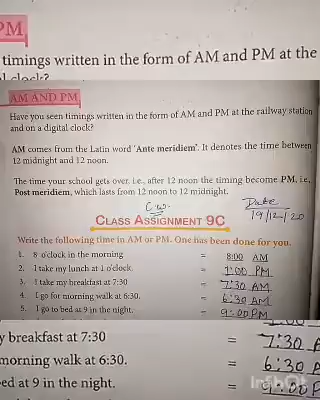 PM
timings written in the form of AM and PM at the
l clock?
AM AND PM
Have you seen timings written in the form of AM and PM at the railway station
and on a digital clock?
AM comes from the Latin word 'Ante meridiem'. It denotes the time between
12 midnight and 12 noon.
The time your school gets over, i.e., after 12 noon the timing become PM, i.e.,
Post meridiem, which lasts from 12 noon to 12 midnight.
C.W. Date
CLASS ASSIGNMENT 9C 19/12/20
Write the following time in AM or PM. One has been done for you.
1. 8 o'clock in the morning = 8:00 AM
2. I take my lunch at 1 o'clock. = 1:00 PM
3. I take my breakfast at 7:30 = 7:30 AM
4. I go for morning walk at 6:30. = 6:30 AM
5. I go to bed at 9 in the night. = 9:00 PM
y breakfast at 7:30 = 7:30 A
morning walk at 6:30. = 6:30 A
ed at 9 in the night. = 9:00 P